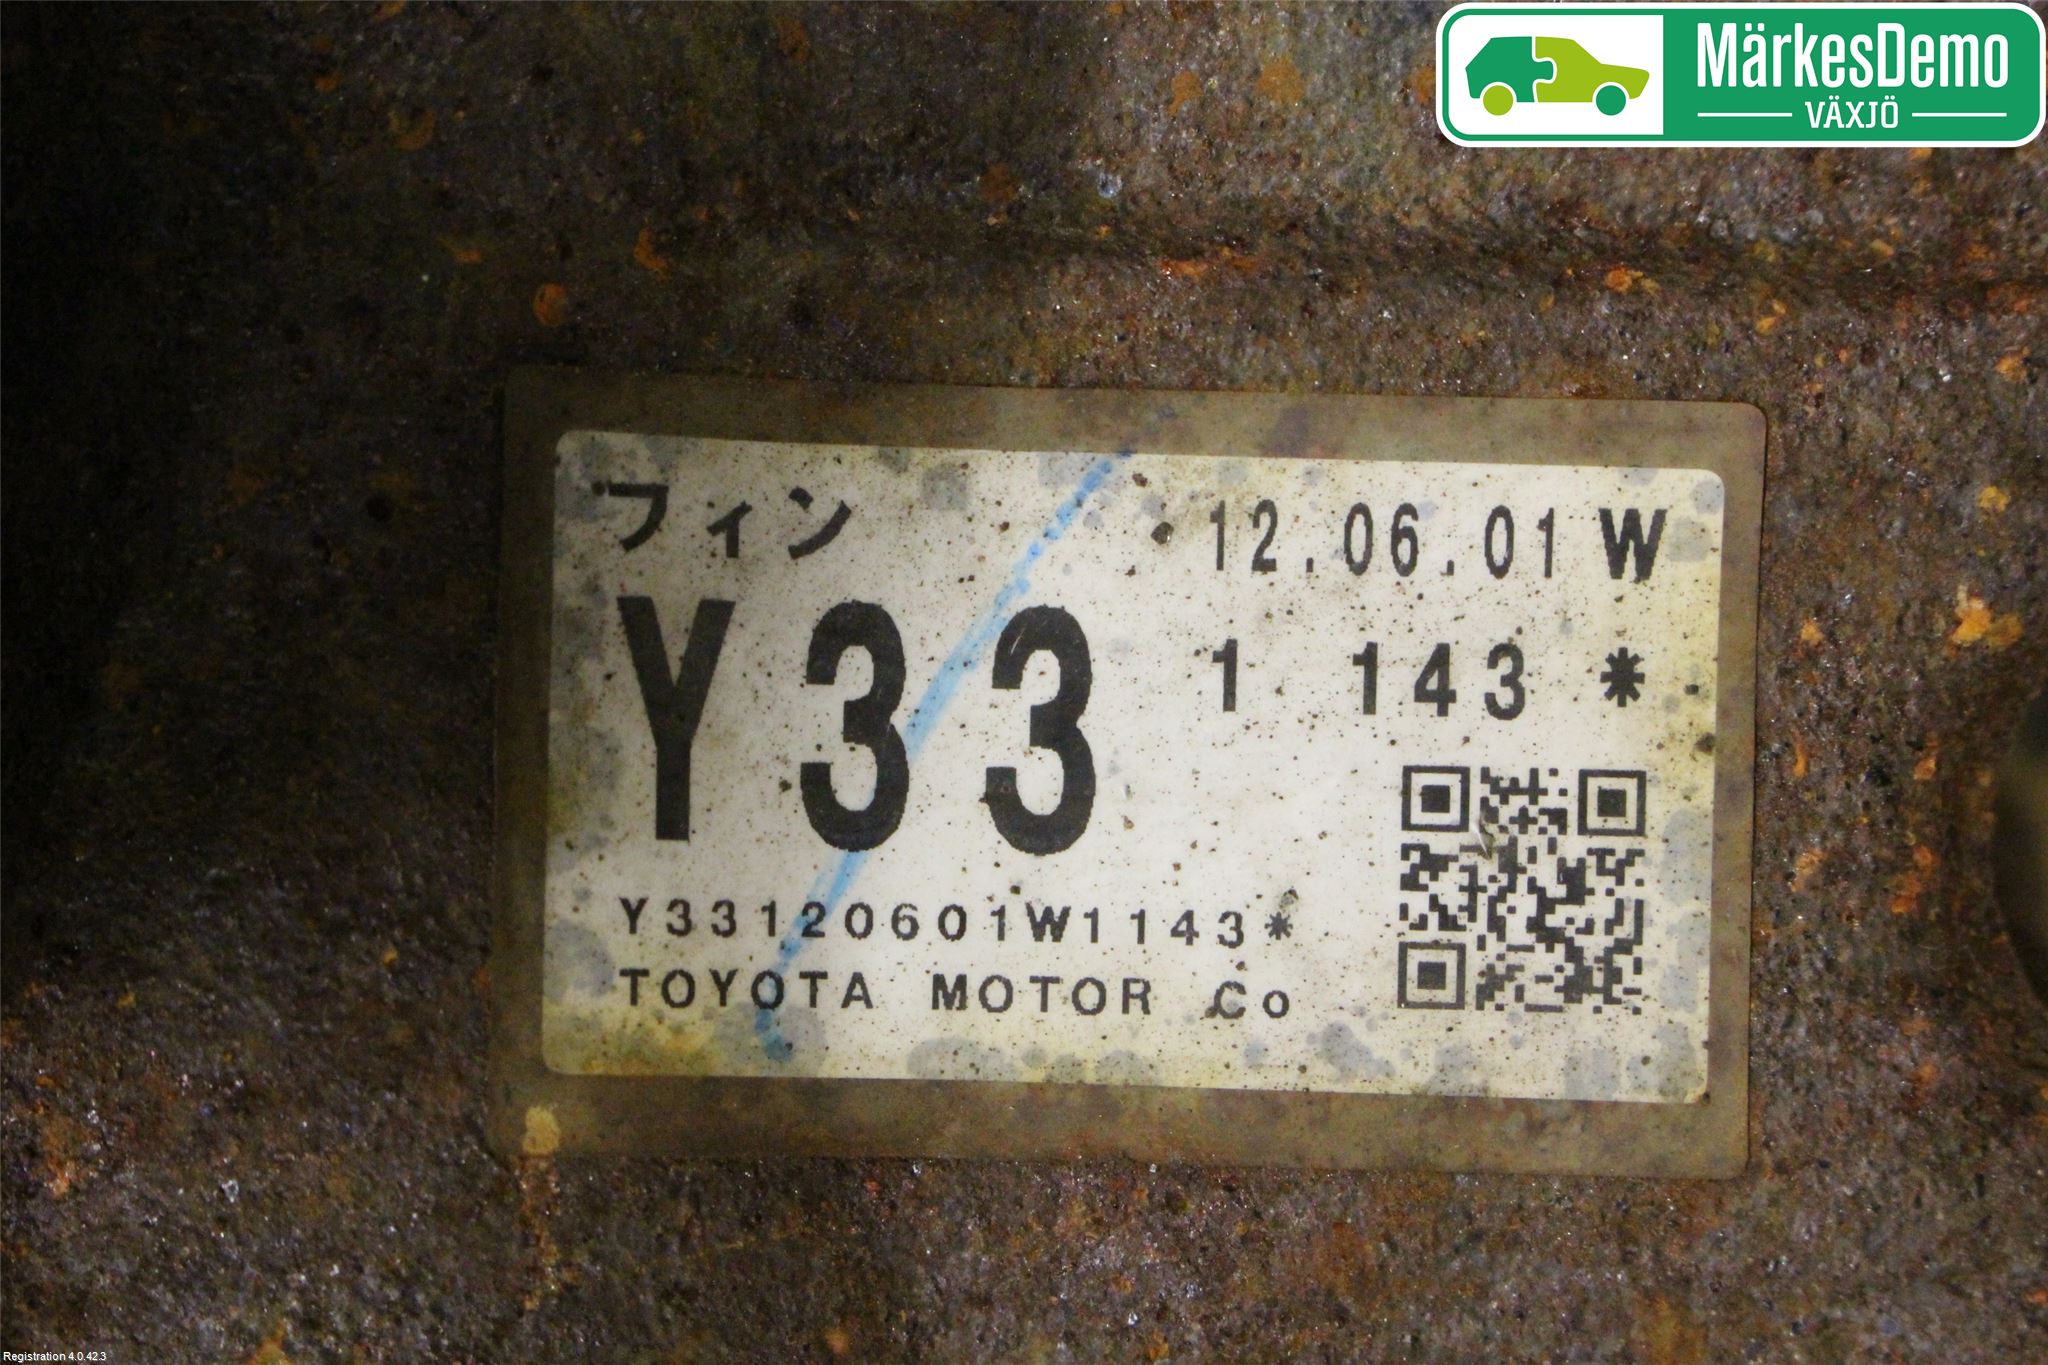 MärkesDemo
VÄXJÖ
フィン 12.06.01 W
Y33 1 143 *
Y33120601W1143*
TOYOTA MOTOR Co
Registration 4.0.42.3